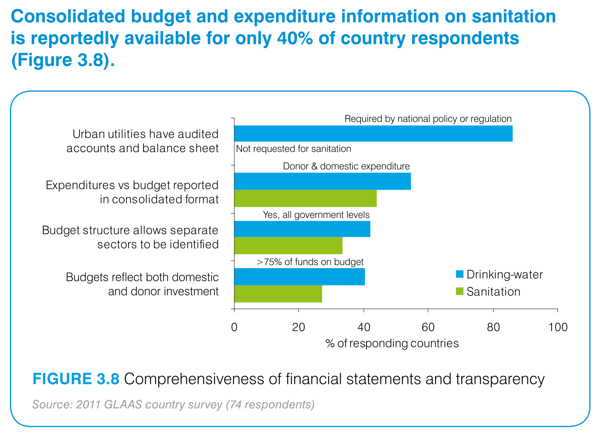 Consolidated budget and expenditure information on sanitation
is reportedly available for only 40% of country respondents
(Figure 3.8).
Required by national policy or regulation
Urban utilities have audited
accounts and balance sheet
Not requested for sanitation
Donor & domestic expenditure
Expenditures vs budget reported
in consolidated format
Yes, all government levels
Budget structure allows separate
sectors to be identified
>75% of funds on budget
Budgets reflect both domestic
and donor investment
Drinking-water
Sanitation
0 20 40 60 80 100
% of responding countries
FIGURE 3.8 Comprehensiveness of financial statements and transparency
Source: 2011 GLAAS country survey (74 respondents)